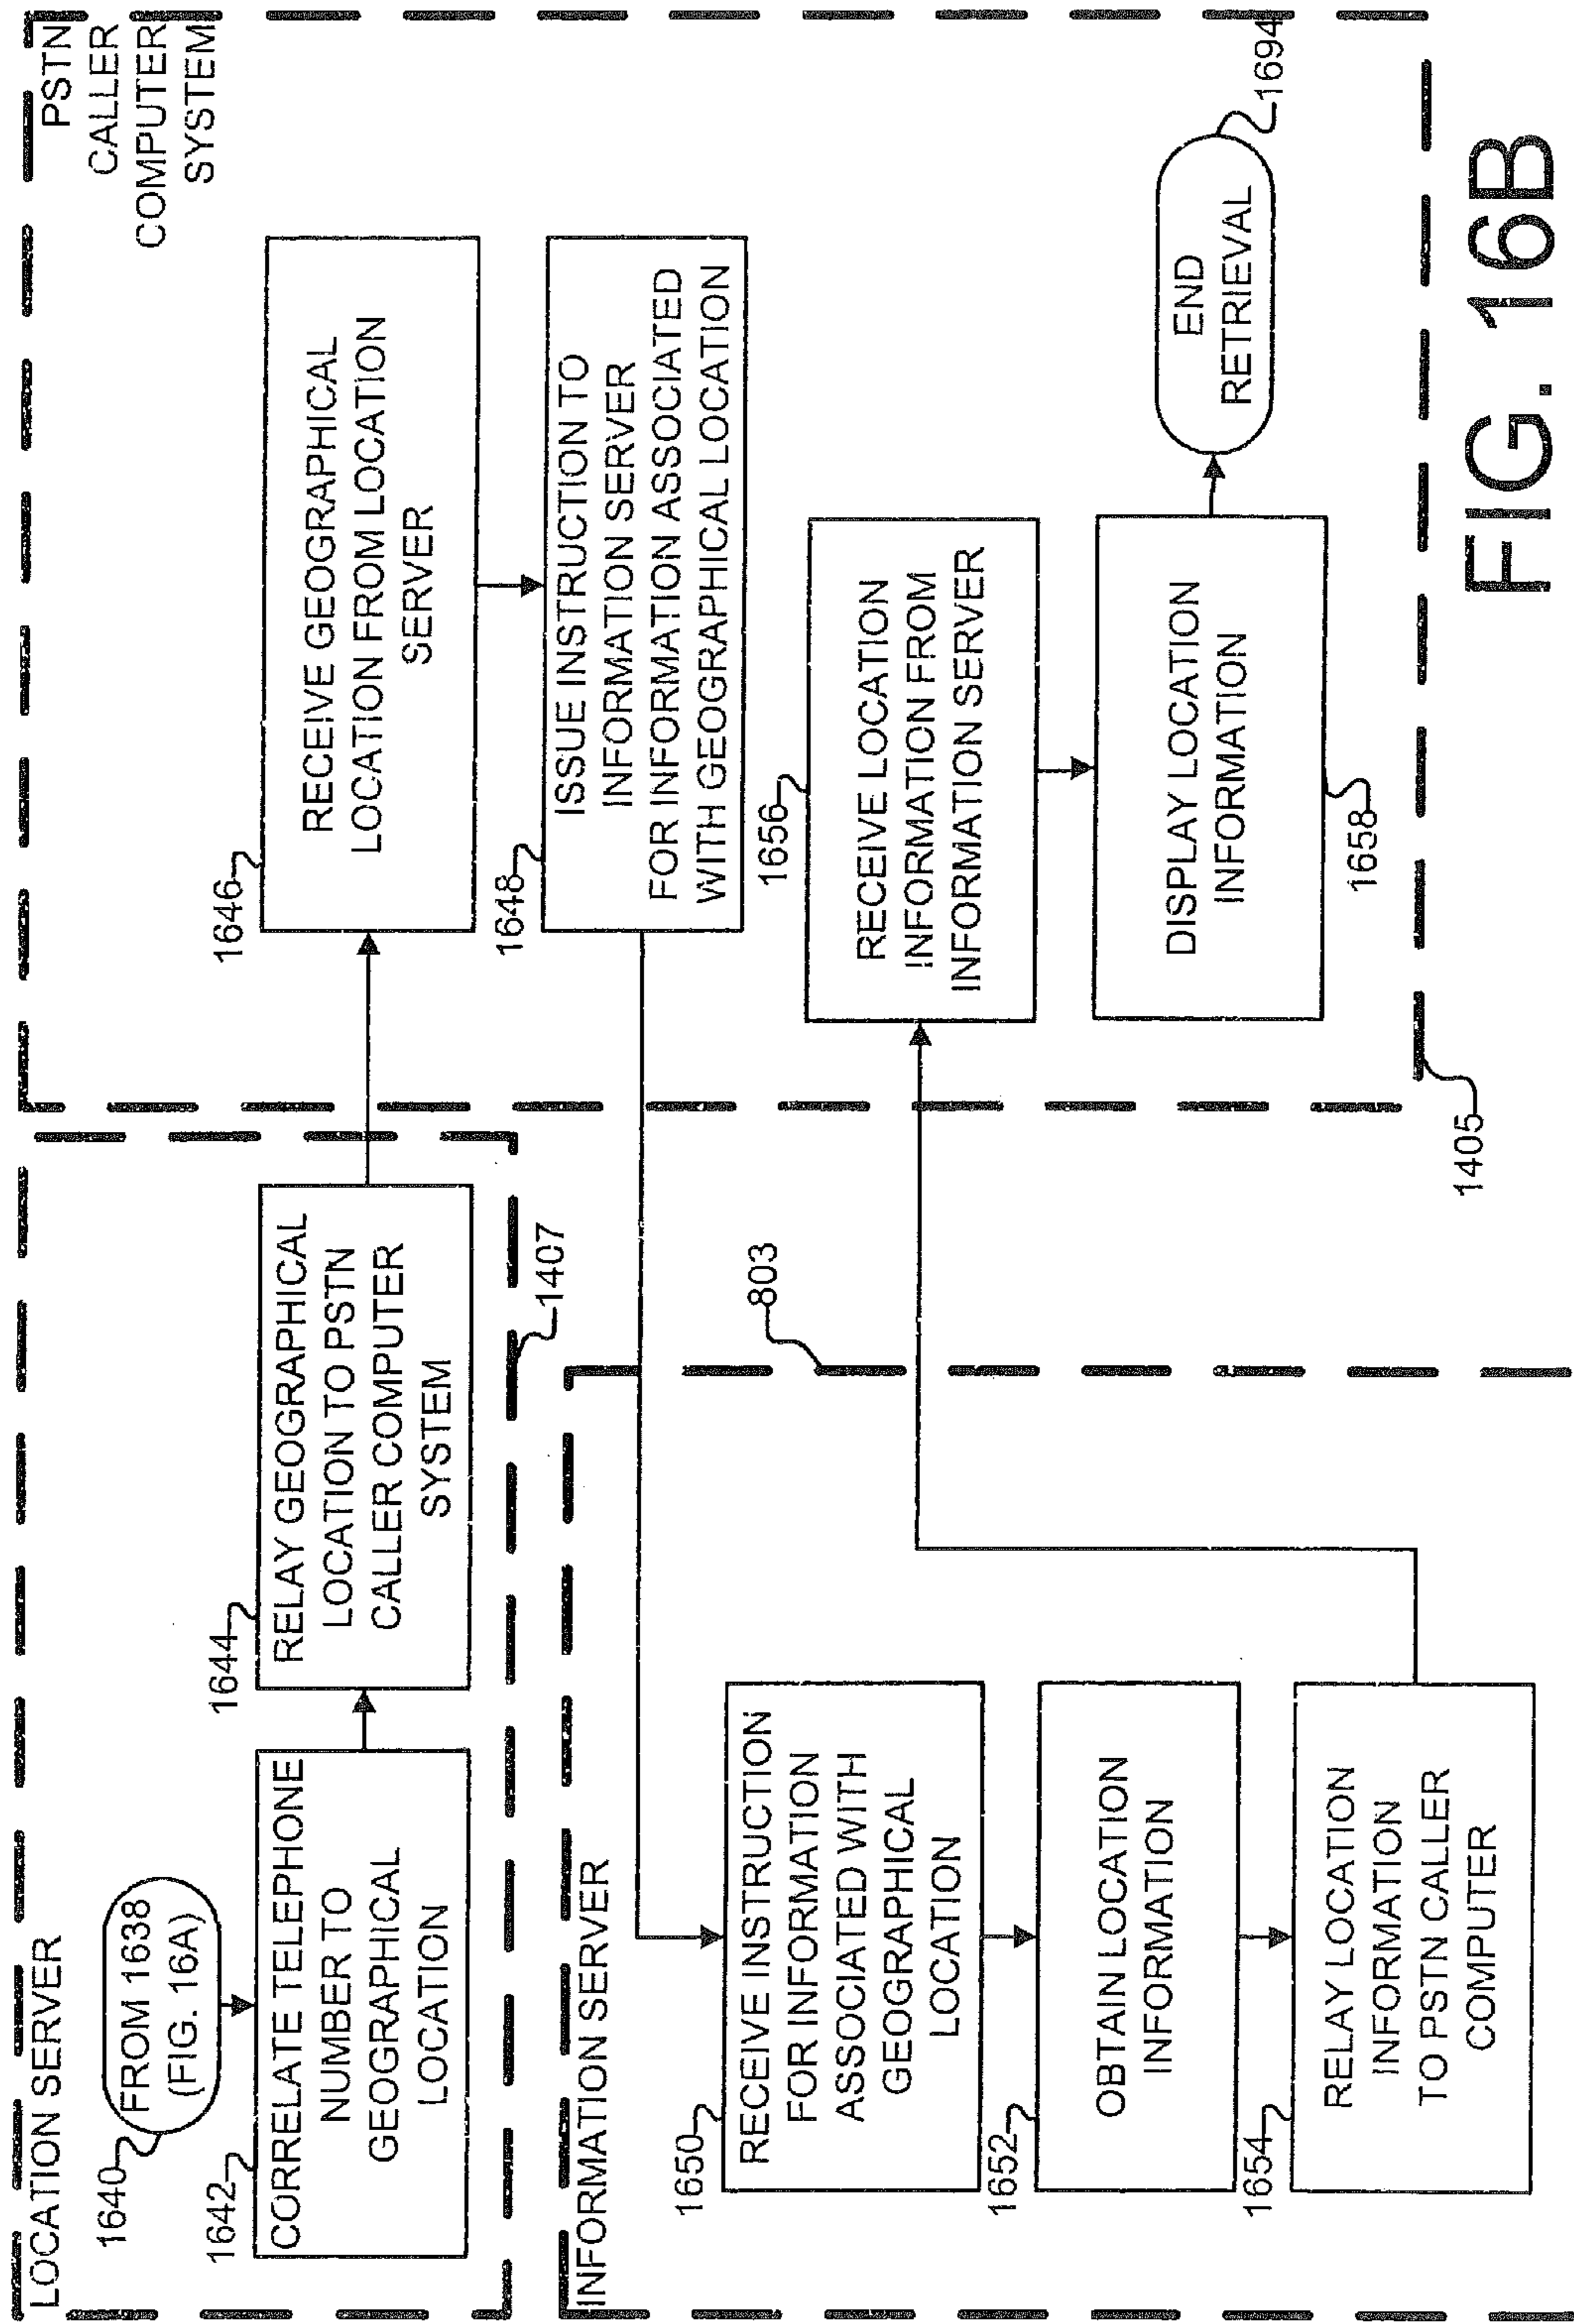 LOCATION SERVER
1640
FROM 1638
(FIG. 16A)
1642
CORRELATE TELEPHONE
NUMBER TO
GEOGRAPHICAL
LOCATION
1644
RELAY GEOGRAPHICAL
LOCATION TO PSTN
CALLER COMPUTER
SYSTEM
1407
PSTN
CALLER
COMPUTER
SYSTEM
1646
RECEIVE GEOGRAPHICAL
LOCATION FROM LOCATION
SERVER
1648
ISSUE INSTRUCTION TO
INFORMATION SERVER
FOR INFORMATION ASSOCIATED
WITH GEOGRAPHICAL LOCATION
INFORMATION SERVER
803
1650
RECEIVE INSTRUCTION
FOR INFORMATION
ASSOCIATED WITH
GEOGRAPHICAL
LOCATION
1652
OBTAIN LOCATION
INFORMATION
1654
RELAY LOCATION
INFORMATION
TO PSTN CALLER
COMPUTER
1656
RECEIVE LOCATION
INFORMATION FROM
INFORMATION SERVER
1658
DISPLAY LOCATION
INFORMATION
END
RETRIEVAL
1694
1405
FIG. 16B